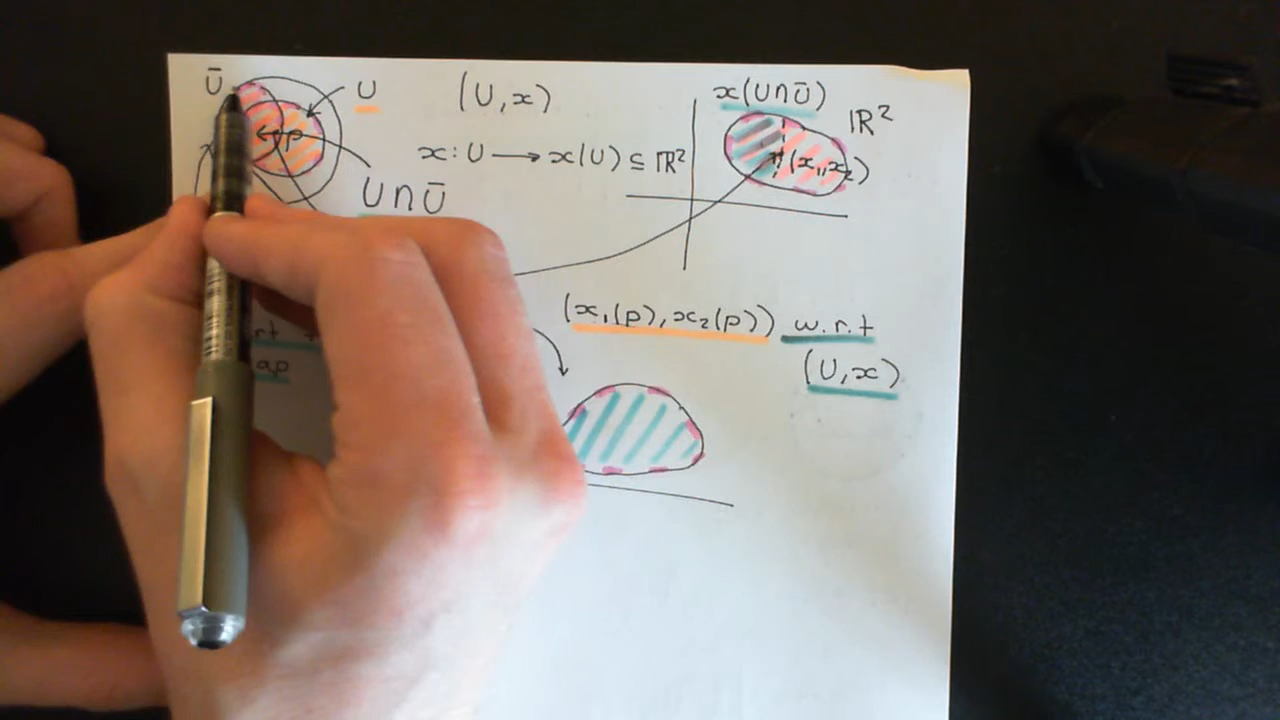 Ū
U
(U,x)
x(U∩Ū)
ℝ²
p
x:U⟶x(U)⊆ℝ²
(x₁,x₂)
U∩Ū
(x₁(p),x₂(p)) w.r.t
(U,x)